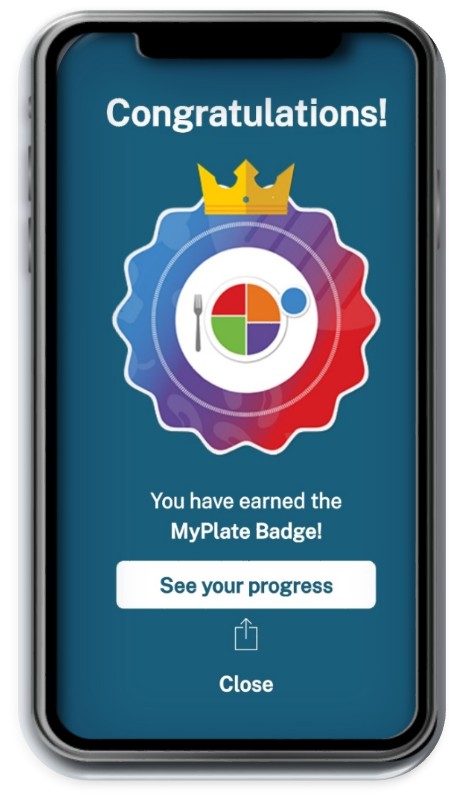 Congratulations!
You have earned the
MyPlate Badge!
See your progress
Close